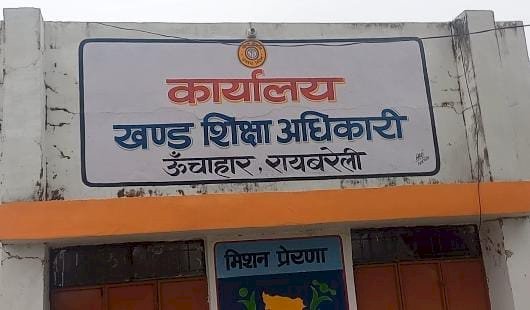 कार्यालय
खण्ड शिक्षा अधिकारी
ऊँचाहार, रायबरेली
मिशन प्रेरणा